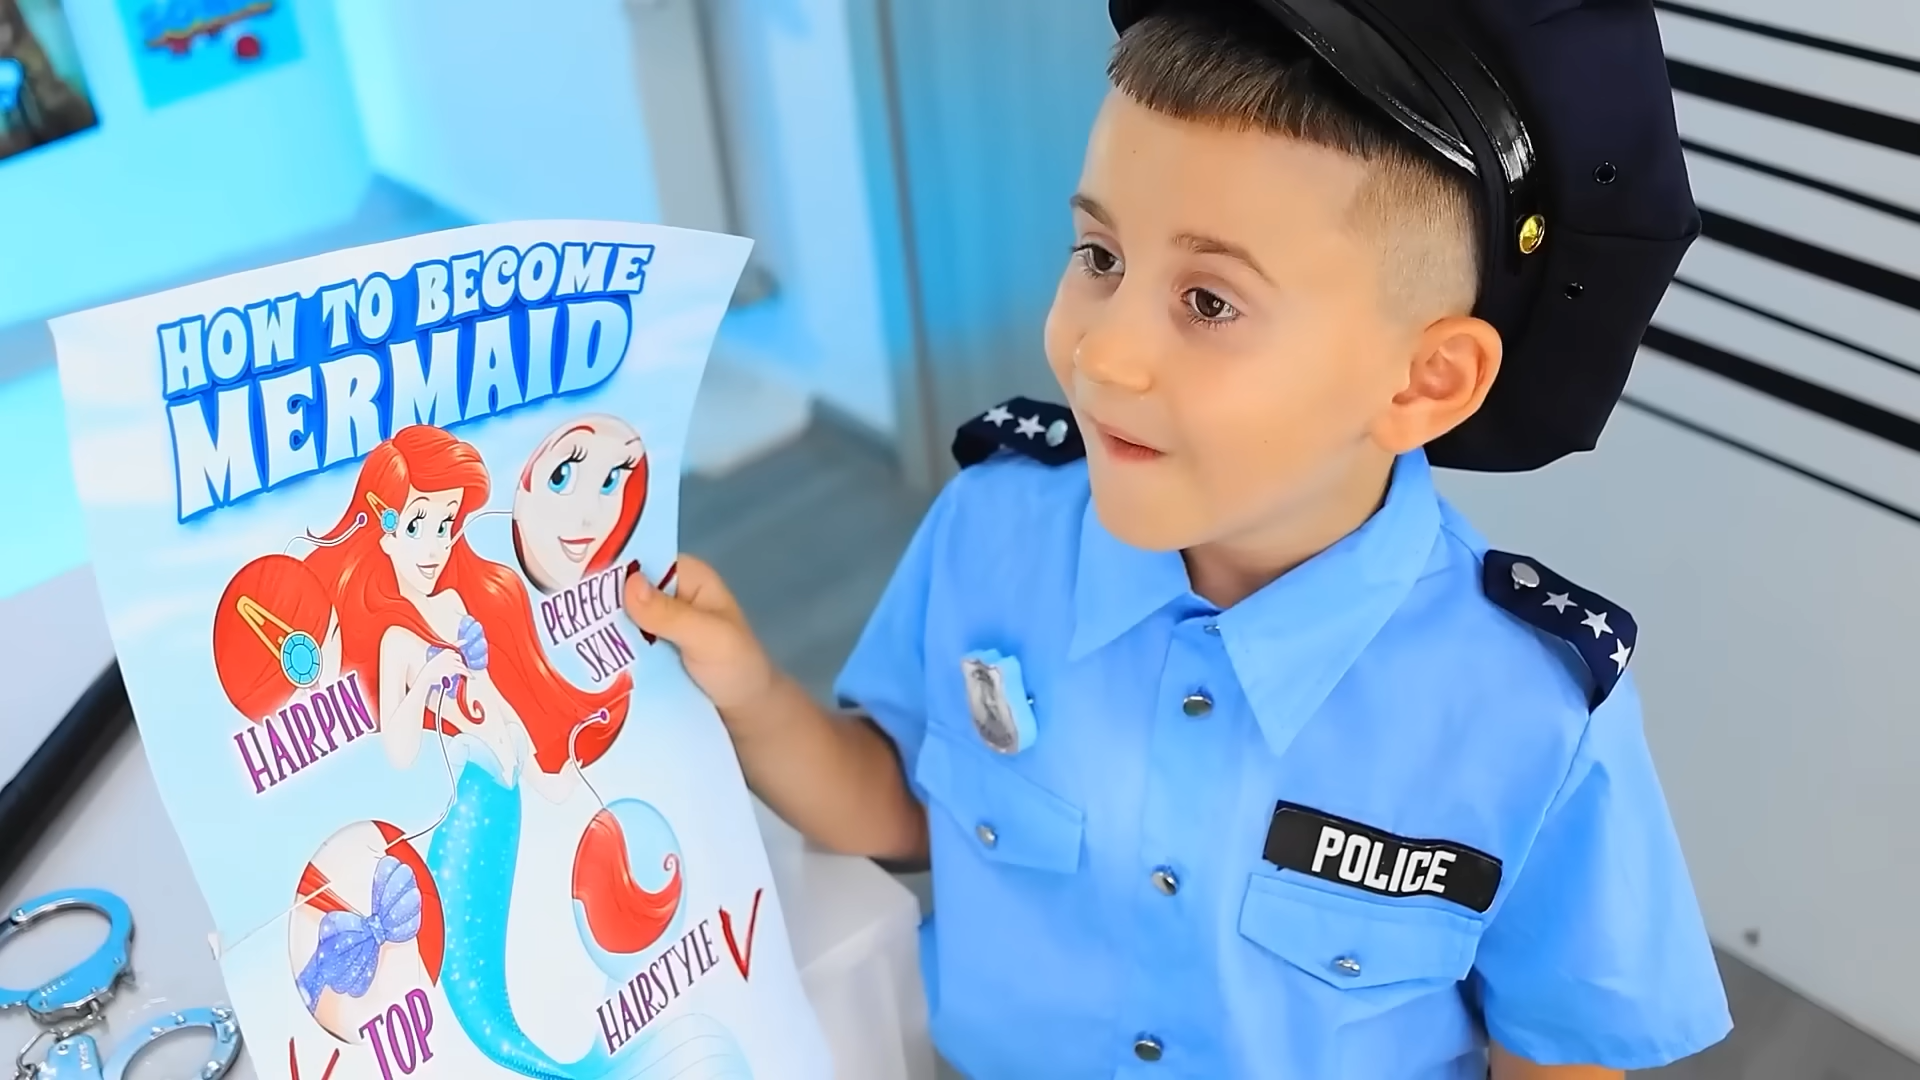 HOW TO BECOME
MERMAID
PERFECT
SKIN
HAIRPIN
HAIRSTYLE
TOP
POLICE